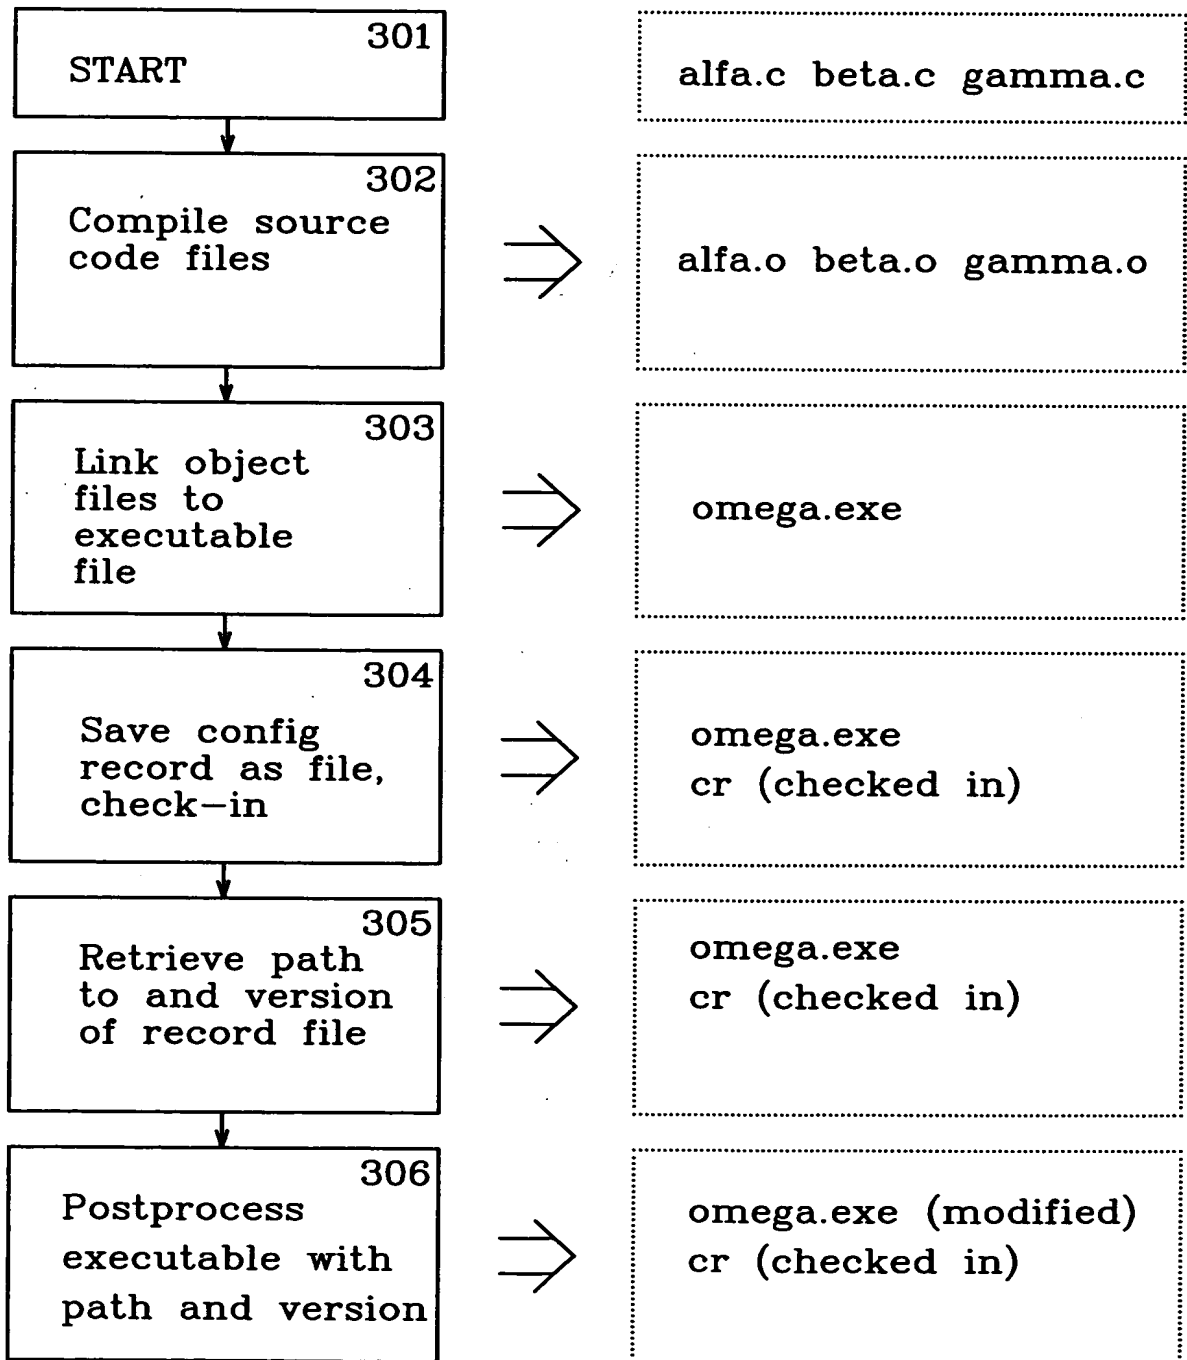 301
START
alfa.c beta.c gamma.c
302
Compile source
code files
alfa.o beta.o gamma.o
303
Link object
files to
executable
file
omega.exe
304
Save config
record as file,
check-in
omega.exe
cr (checked in)
305
Retrieve path
to and version
of record file
omega.exe
cr (checked in)
306
Postprocess
executable with
path and version
omega.exe (modified)
cr (checked in)